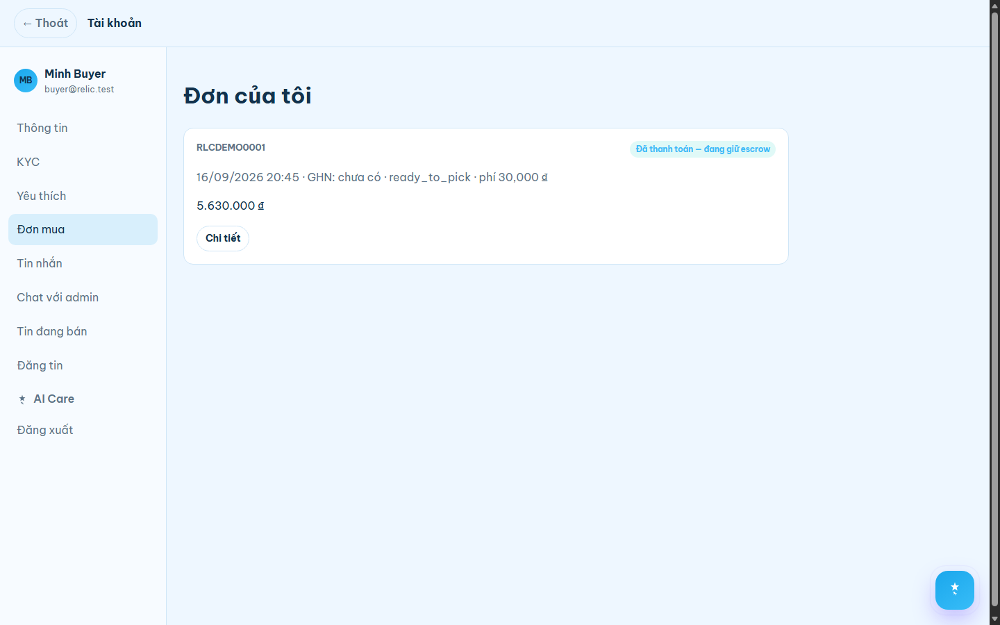 ← Thoát
Tài khoản
MB
Minh Buyer
buyer@relic.test
Thông tin
KYC
Yêu thích
Đơn mua
Tin nhắn
Chat với admin
Tin đang bán
Đăng tin
AI Care
Đăng xuất
Đơn của tôi
RLCDEMO0001
Đã thanh toán — đang giữ escrow
16/09/2026 20:45 · GHN: chưa có · ready_to_pick · phí 30,000 ₫
5.630.000 ₫
Chi tiết